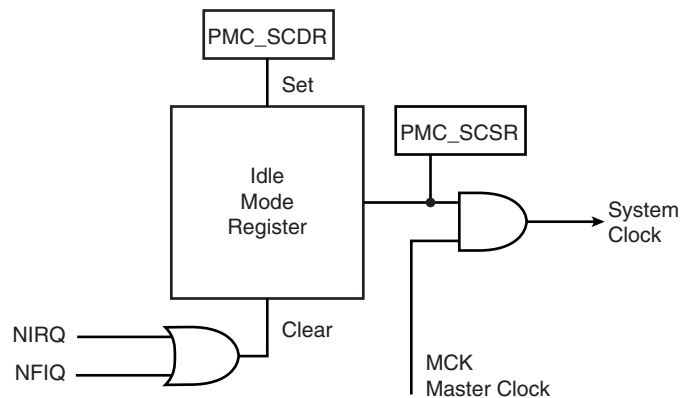 PMC_SCDR
Set
PMC_SCSR
Idle
Mode
Register
System
Clock
NIRQ
Clear
NFIQ
MCK
Master Clock